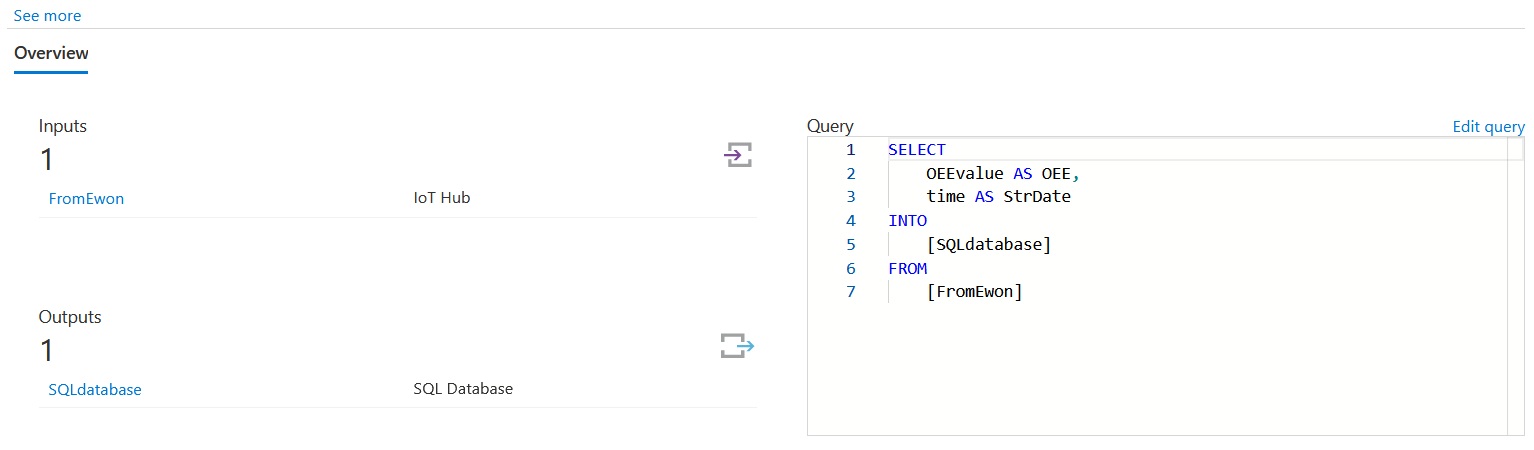 See more
Overview
Inputs
1
FromEwon IoT Hub
Outputs
1
SQLdatabase SQL Database
Query Edit query
1 SELECT
2 OEEvalue AS OEE,
3 time AS StrDate
4 INTO
5 [SQLdatabase]
6 FROM
7 [FromEwon]